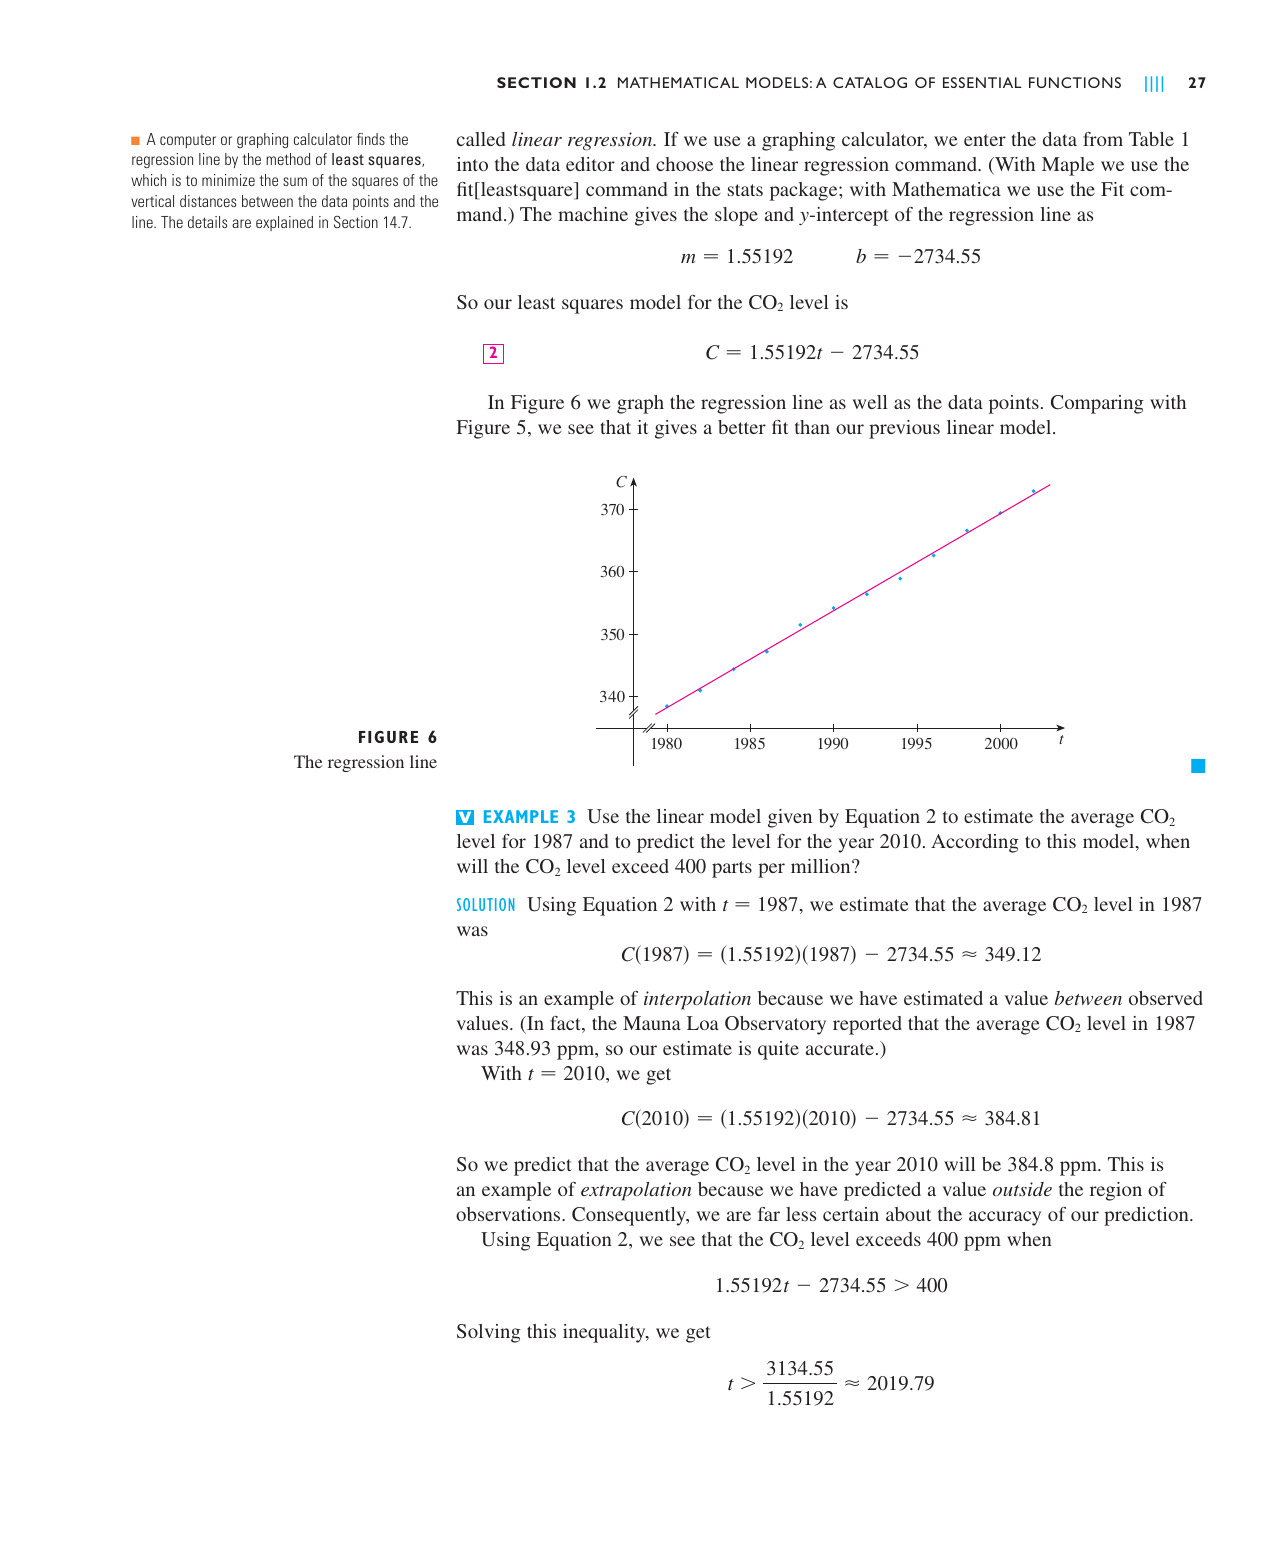 SECTION 1.2 MATHEMATICAL MODELS: A CATALOG OF ESSENTIAL FUNCTIONS |||| 27
■ A computer or graphing calculator finds the
regression line by the method of least squares,
which is to minimize the sum of the squares of the
vertical distances between the data points and the
line. The details are explained in Section 14.7.
called linear regression. If we use a graphing calculator, we enter the data from Table 1
into the data editor and choose the linear regression command. (With Maple we use the
fit[leastsquare] command in the stats package; with Mathematica we use the Fit com-
mand.) The machine gives the slope and y-intercept of the regression line as
m = 1.55192 b = −2734.55
So our least squares model for the CO₂ level is
2 C = 1.55192t − 2734.55
In Figure 6 we graph the regression line as well as the data points. Comparing with
Figure 5, we see that it gives a better fit than our previous linear model.
C
370
360
350
340
1980 1985 1990 1995 2000 t
FIGURE 6
The regression line
V EXAMPLE 3 Use the linear model given by Equation 2 to estimate the average CO₂
level for 1987 and to predict the level for the year 2010. According to this model, when
will the CO₂ level exceed 400 parts per million?
SOLUTION Using Equation 2 with t = 1987, we estimate that the average CO₂ level in 1987
was
C(1987) = (1.55192)(1987) − 2734.55 ≈ 349.12
This is an example of interpolation because we have estimated a value between observed
values. (In fact, the Mauna Loa Observatory reported that the average CO₂ level in 1987
was 348.93 ppm, so our estimate is quite accurate.)
With t = 2010, we get
C(2010) = (1.55192)(2010) − 2734.55 ≈ 384.81
So we predict that the average CO₂ level in the year 2010 will be 384.8 ppm. This is
an example of extrapolation because we have predicted a value outside the region of
observations. Consequently, we are far less certain about the accuracy of our prediction.
Using Equation 2, we see that the CO₂ level exceeds 400 ppm when
1.55192t − 2734.55 > 400
Solving this inequality, we get
t > 3134.55 / 1.55192 ≈ 2019.79